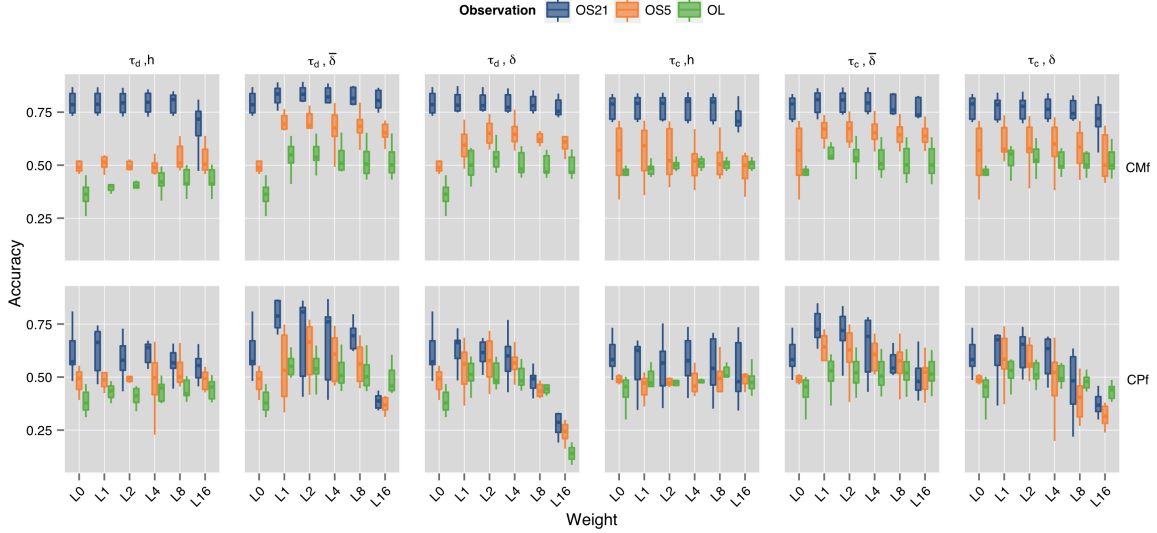 Observation OS21 OS5 OL
τd ,h τd ,δ̅ τd ,δ τc ,h τc ,δ̅ τc ,δ
0.75
0.50
0.25
CMf
Accuracy
0.75
0.50
0.25
CPf
L0 L1 L2 L4 L8 L16 L0 L1 L2 L4 L8 L16 L0 L1 L2 L4 L8 L16 L0 L1 L2 L4 L8 L16 L0 L1 L2 L4 L8 L16 L0 L1 L2 L4 L8 L16
Weight